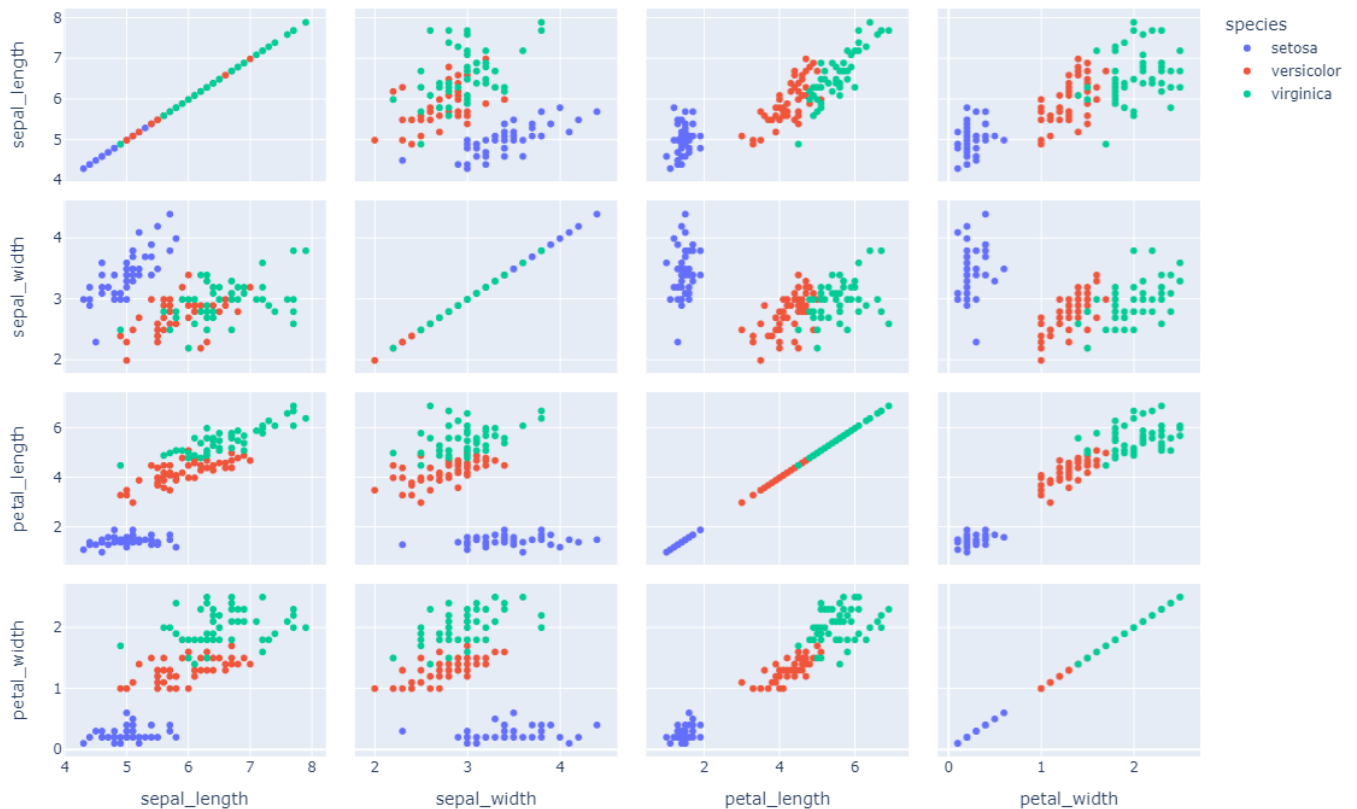 species
setosa
versicolor
virginica
sepal_length
8
7
6
5
4
sepal_width
4
3
2
petal_length
6
4
2
petal_width
2
1
0
4 5 6 7 8
2 3 4
2 4 6
0 1 2
sepal_length
sepal_width
petal_length
petal_width